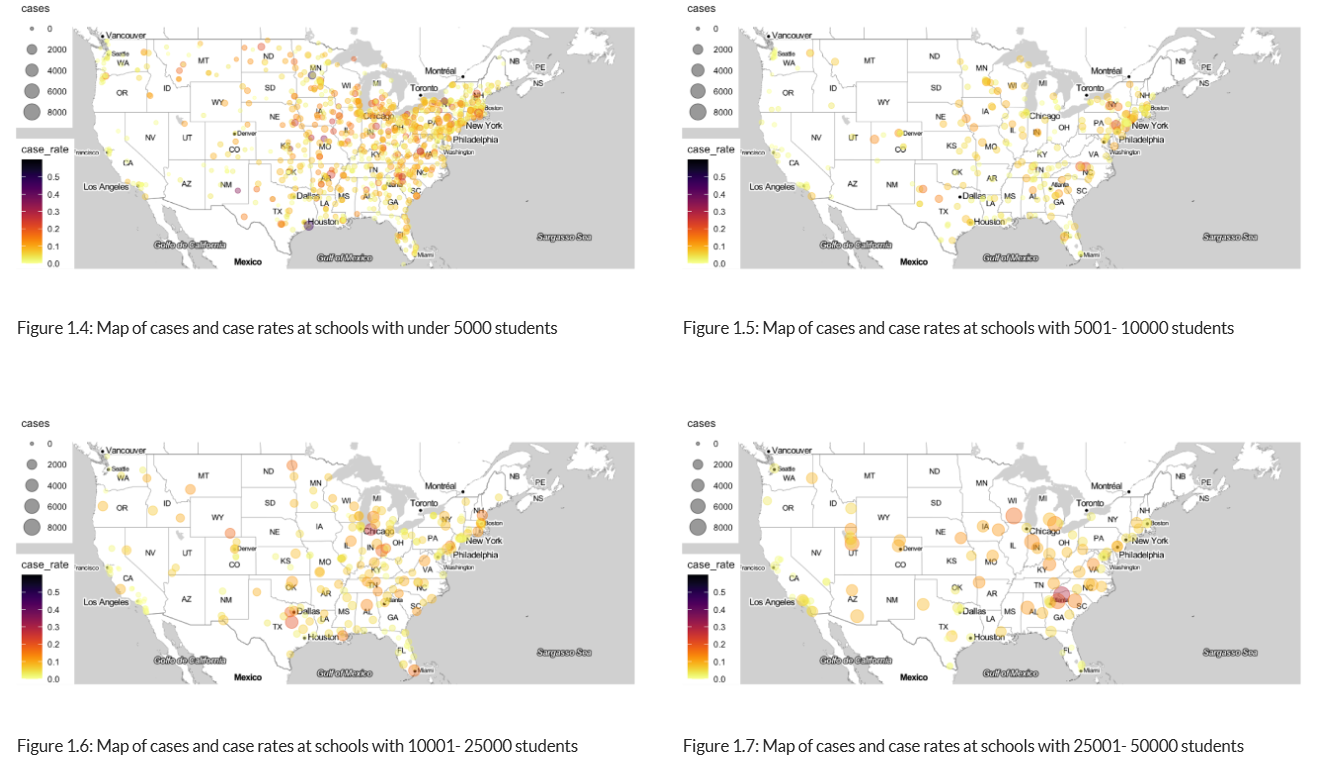 cases
0
2000
4000
6000
8000
case_rate
0.5
0.4
0.3
0.2
0.1
0.0
Vancouver
Seattle
WA
MT
ND
MN
Montréal
NB
PE
NS
OR
ID
WY
SD
WI
MI
Toronto
NH
Boston
NE
IA
Chicago
PA
New York
NV
UT
Denver
CO
KS
MO
IL
OH
Philadelphia
Washington
francisco
CA
KY
VA
Los Angeles
AZ
NM
OK
AR
TN
NC
Atlanta
SC
Dallas
MS
AL
GA
TX
LA
Houston
FL
Miami
Golfo de California
Gulf of Mexico
Sargasso Sea
Mexico
Figure 1.4: Map of cases and case rates at schools with under 5000 students
cases
0
2000
4000
6000
8000
case_rate
0.5
0.4
0.3
0.2
0.1
0.0
Vancouver
Seattle
WA
MT
ND
MN
Montréal
NB
PE
NS
OR
ID
WY
SD
WI
MI
Toronto
NH
NY
Boston
NE
IA
Chicago
PA
New York
NV
UT
Denver
CO
KS
MO
IL
IN
OH
Philadelphia
Washington
francisco
CA
KY
VA
Los Angeles
AZ
NM
OK
AR
TN
NC
Atlanta
SC
Dallas
MS
AL
GA
TX
LA
Houston
FL
Miami
Golfo de California
Gulf of Mexico
Sargasso Sea
Mexico
Figure 1.5: Map of cases and case rates at schools with 5001- 10000 students
cases
0
2000
4000
6000
8000
case_rate
0.5
0.4
0.3
0.2
0.1
0.0
Vancouver
Seattle
WA
MT
ND
MN
Montréal
NB
PE
NS
OR
ID
WY
SD
WI
MI
Toronto
NH
NY
Boston
NE
IA
Chicago
PA
New York
NV
UT
Denver
CO
KS
MO
IL
IN
OH
Philadelphia
Washington
francisco
CA
KY
VA
Los Angeles
AZ
NM
OK
AR
TN
NC
Atlanta
SC
Dallas
MS
AL
GA
TX
LA
Houston
FL
Miami
Golfo de California
Gulf of Mexico
Sargasso Sea
Mexico
Figure 1.6: Map of cases and case rates at schools with 10001- 25000 students
cases
0
2000
4000
6000
8000
case_rate
0.5
0.4
0.3
0.2
0.1
0.0
Vancouver
Seattle
WA
MT
ND
MN
Montréal
NB
PE
NS
OR
ID
WY
SD
WI
MI
Toronto
NH
NY
Boston
NE
IA
Chicago
PA
New York
NV
UT
Denver
CO
KS
MO
IL
IN
OH
Philadelphia
Washington
francisco
CA
KY
VA
Los Angeles
AZ
NM
OK
AR
TN
NC
Atlanta
SC
Dallas
MS
AL
GA
TX
LA
Houston
FL
Miami
Golfo de California
Gulf of Mexico
Sargasso Sea
Mexico
Figure 1.7: Map of cases and case rates at schools with 25001- 50000 students